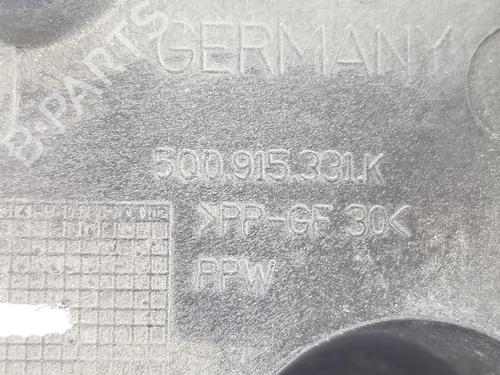 GERMANY
5Q0.915.331.K
>PP-GF 30<
PPW
B-PARTS